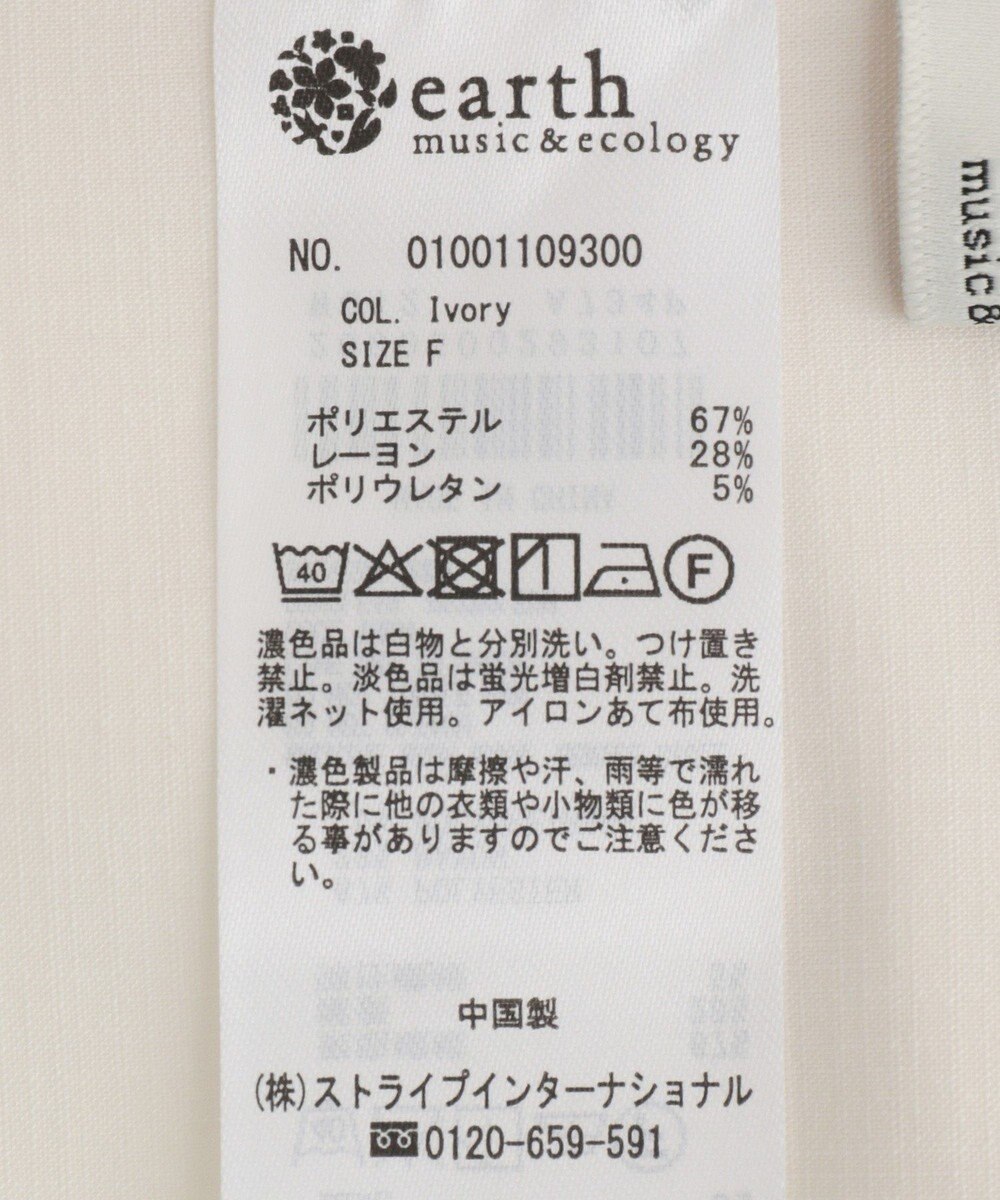 earth
music & ecology
NO. 01001109300
COL. Ivory
SIZE F
ポリエステル 67%
レーヨン 28%
ポリウレタン 5%
40 F
濃色品は白物と分別洗い。つけ置き
禁止。淡色品は蛍光増白剤禁止。洗
濯ネット使用。アイロンあて布使用。
・濃色製品は摩擦や汗、雨等で濡れ
た際に他の衣類や小物類に色が移
る事がありますのでご注意くださ
い。
中国製
(株)ストライプインターナショナル
0120-659-591
music &